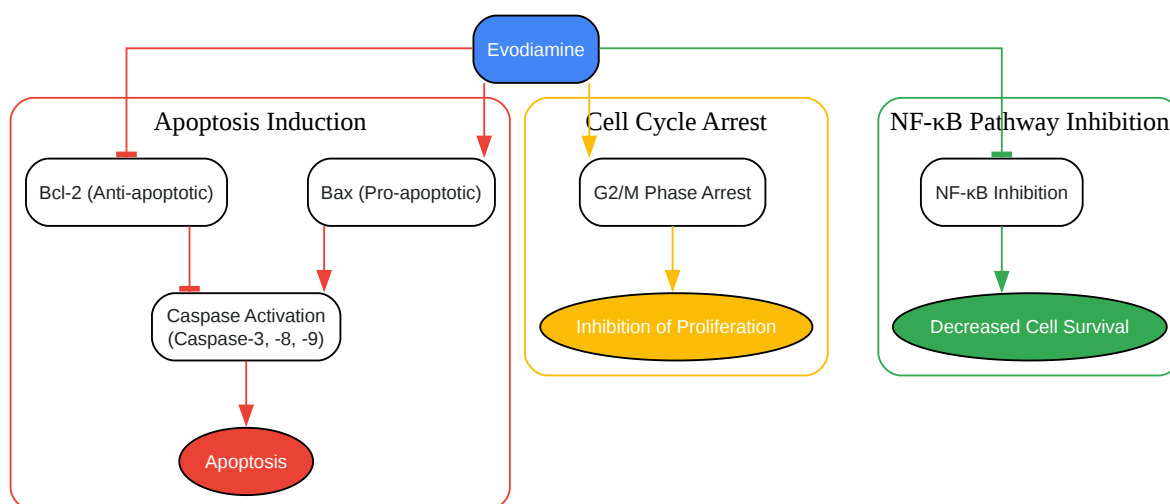 Evodiamine
Apoptosis Induction
Cell Cycle Arrest
NF-κB Pathway Inhibition
Bcl-2 (Anti-apoptotic)
Bax (Pro-apoptotic)
G2/M Phase Arrest
NF-κB Inhibition
Caspase Activation
(Caspase-3, -8, -9)
Inhibition of Proliferation
Decreased Cell Survival
Apoptosis